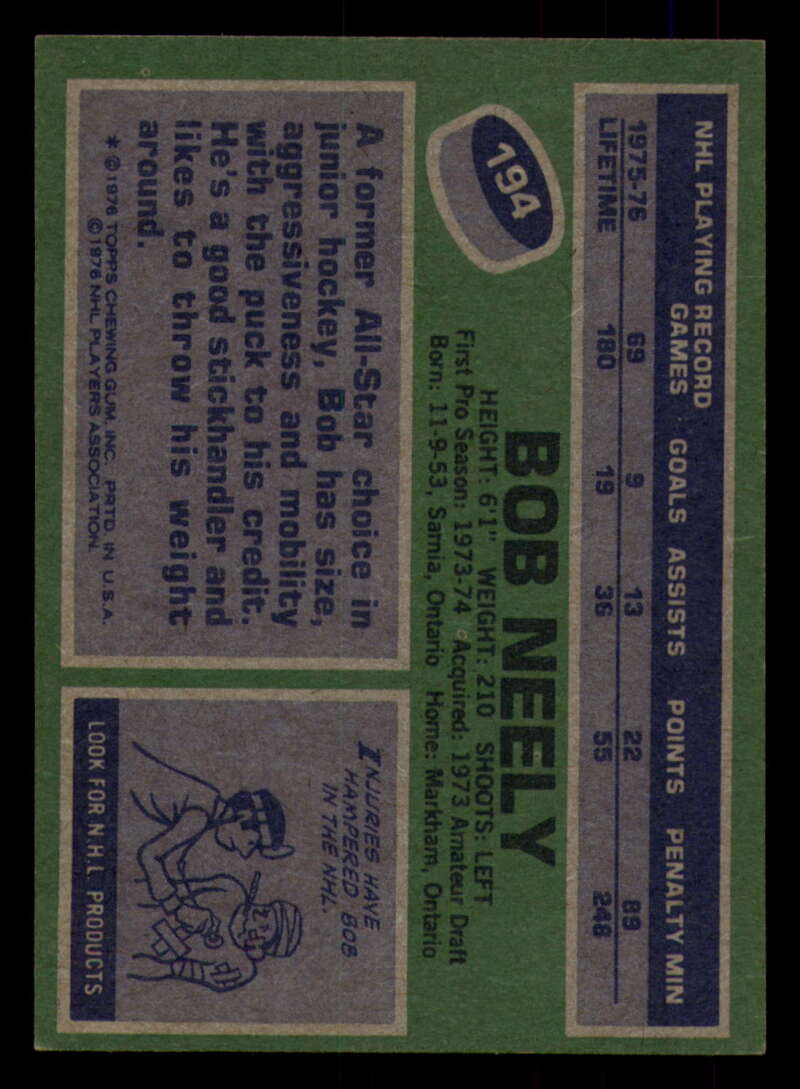 194
BOB NEELY
HEIGHT: 6'1" WEIGHT: 210 SHOOTS: LEFT
First Pro Season: 1973-74 Acquired: 1973 Amateur Draft
Born: 11-9-53, Sarnia, Ontario Home: Markham, Ontario
NHL PLAYING RECORD
GAMES GOALS ASSISTS POINTS PENALTY MIN
1975-76 69 9 13 22 89
LIFETIME 180 19 36 55 248
A former All-Star choice in
junior hockey, Bob has size,
aggressiveness and mobility
with the puck to his credit.
He's a good stickhandler and
likes to throw his weight
around.
* ©1976 TOPPS CHEWING GUM, INC. PRTD. IN U.S.A.
©1976 NHL PLAYERS ASSOCIATION.
INJURIES HAVE
HAMPERED BOB
IN THE NHL.
LOOK FOR N.H.L PRODUCTS